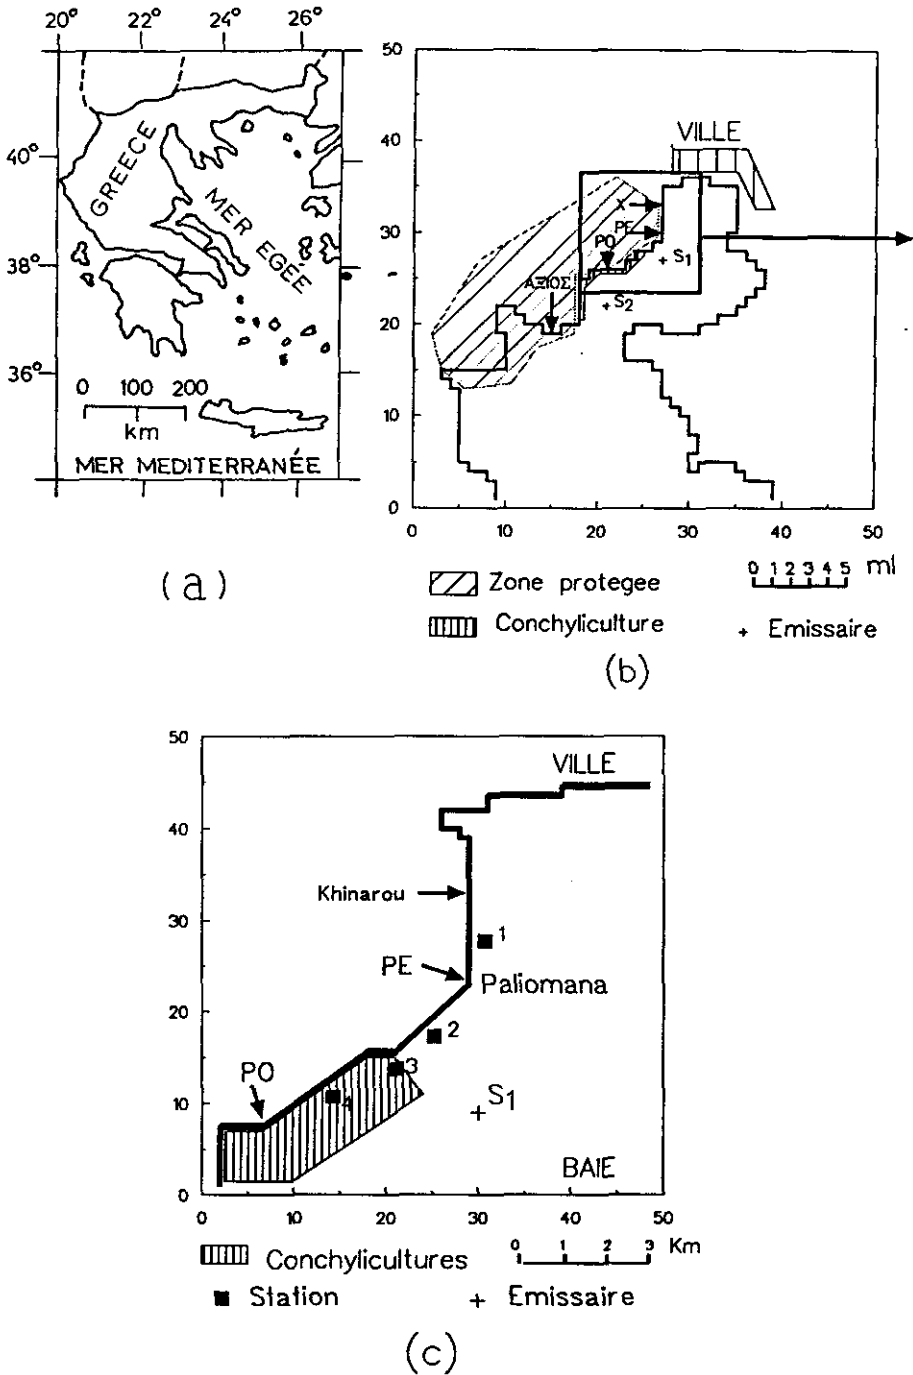 20° 22° 24° 26°
40°
38°
36°
GREECE
MER EGÉE
0 100 200
km
MER MEDITERRANÉE
(a)
50
40
30
20
10
0
0 10 20 30 40 50
VILLE
X
PE
PO
S1
S2
ΑΞΙΟΣ
0 1 2 3 4 5 ml
Zone protegee
Conchyliculture
+ Emissaire
(b)
50
40
30
20
10
0
0 10 20 30 40 50
VILLE
Khinarou
1
PE
Paliomana
2
PO
3
4
S1
BAIE
0 1 2 3 Km
Conchylicultures
Station
+ Emissaire
(c)